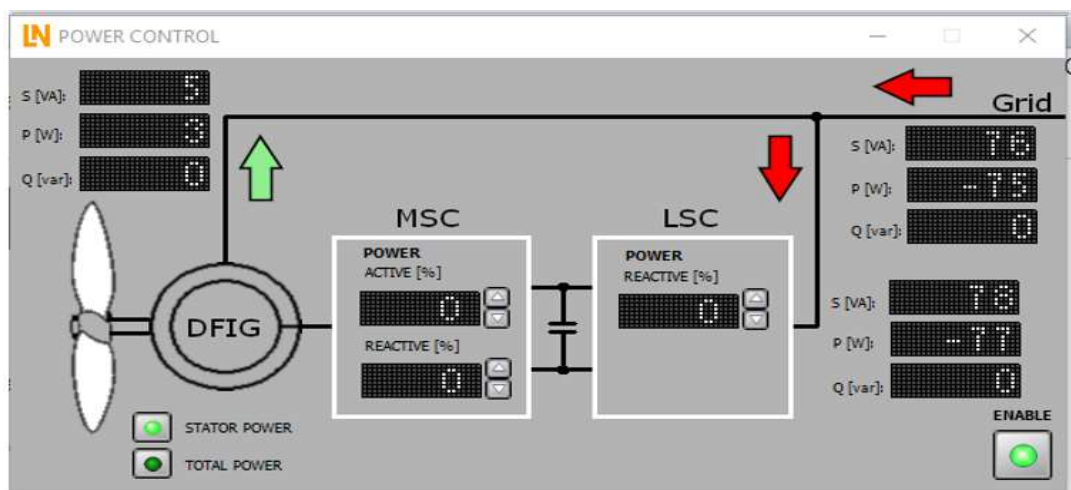 LN POWER CONTROL
S [VA]: 5
P [W]: 3
Q [var]: 0
Grid
S [VA]: 76
P [W]: -75
Q [var]: 0
MSC
LSC
POWER
ACTIVE [%]
0
REACTIVE [%]
0
POWER
REACTIVE [%]
0
DFIG
S [VA]: 78
P [W]: -77
Q [var]: 0
STATOR POWER
TOTAL POWER
ENABLE